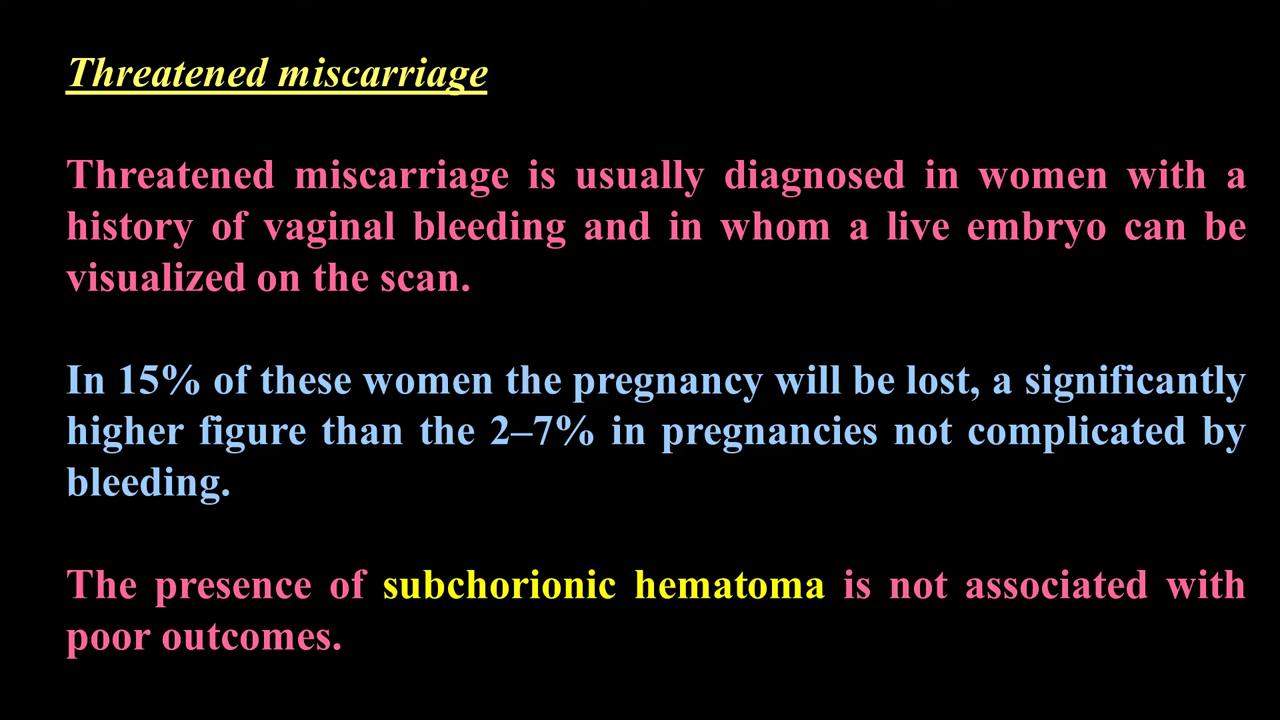 Threatened miscarriage
Threatened miscarriage is usually diagnosed in women with a
history of vaginal bleeding and in whom a live embryo can be
visualized on the scan.
In 15% of these women the pregnancy will be lost, a significantly
higher figure than the 2–7% in pregnancies not complicated by
bleeding.
The presence of subchorionic hematoma is not associated with
poor outcomes.